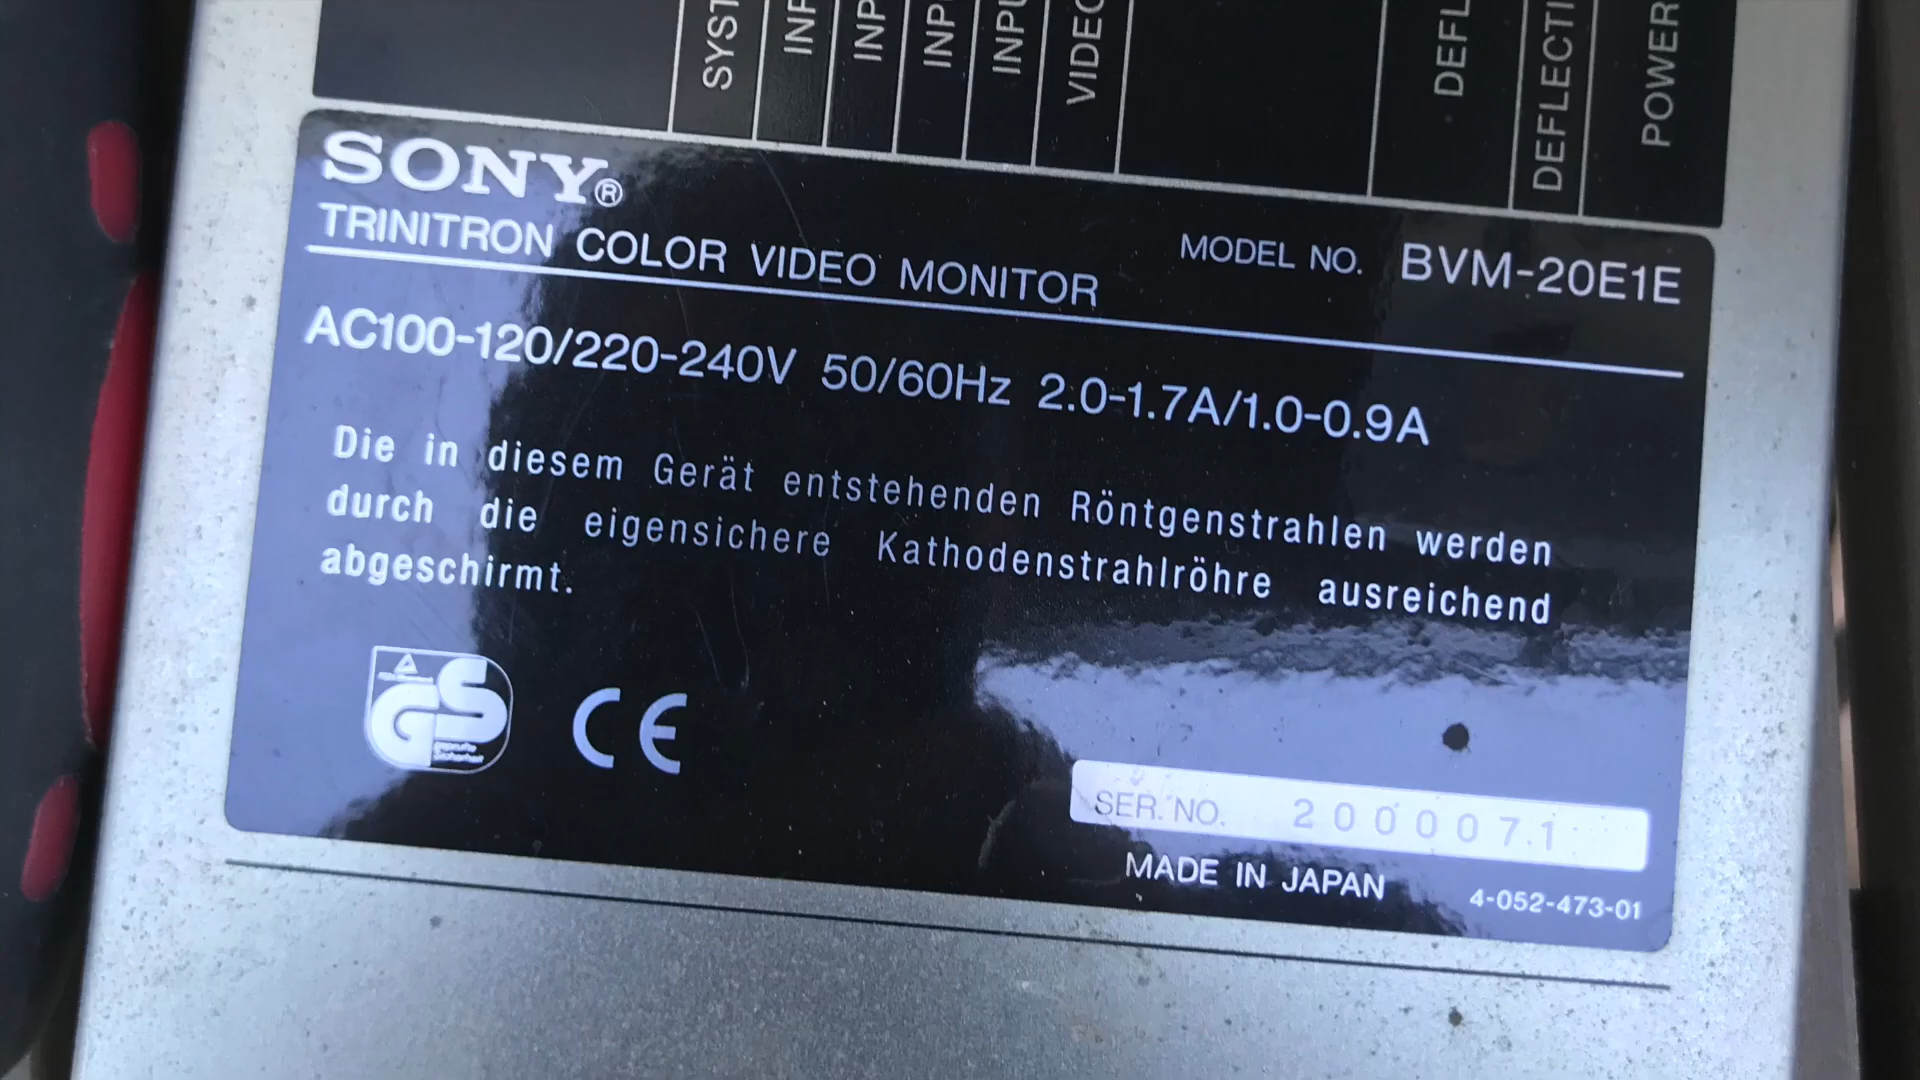 SYST
INP
INP
INP
INPU
VIDEO
DEFL
DEFLECTI
POWER
SONY®
TRINITRON COLOR VIDEO MONITOR
MODEL NO. BVM-20E1E
AC100-120/220-240V 50/60Hz 2.0-1.7A/1.0-0.9A
Die in diesem Gerät entstehenden Röntgenstrahlen werden
durch die eigensichere Kathodenstrahlröhre ausreichend
abgeschirmt.
GS
geprüfte
Sicherheit
CE
SER. NO. 2000071
MADE IN JAPAN
4-052-473-01